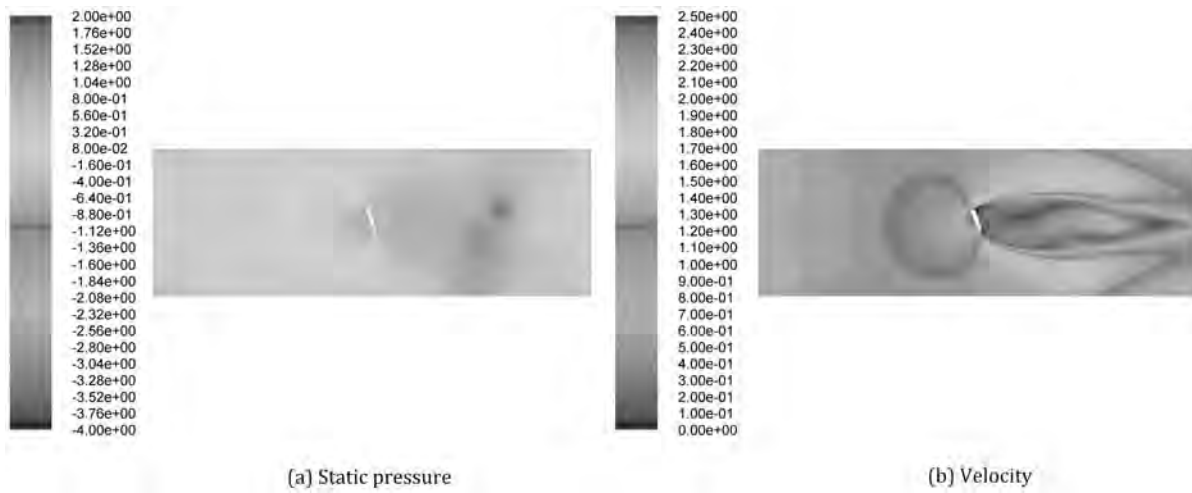 2.00e+00
1.76e+00
1.52e+00
1.28e+00
1.04e+00
8.00e-01
5.60e-01
3.20e-01
8.00e-02
-1.60e-01
-4.00e-01
-6.40e-01
-8.80e-01
-1.12e+00
-1.36e+00
-1.60e+00
-1.84e+00
-2.08e+00
-2.32e+00
-2.56e+00
-2.80e+00
-3.04e+00
-3.28e+00
-3.52e+00
-3.76e+00
-4.00e+00
(a) Static pressure
2.50e+00
2.40e+00
2.30e+00
2.20e+00
2.10e+00
2.00e+00
1.90e+00
1.80e+00
1.70e+00
1.60e+00
1.50e+00
1.40e+00
1.30e+00
1.20e+00
1.10e+00
1.00e+00
9.00e-01
8.00e-01
7.00e-01
6.00e-01
5.00e-01
4.00e-01
3.00e-01
2.00e-01
1.00e-01
0.00e+00
(b) Velocity